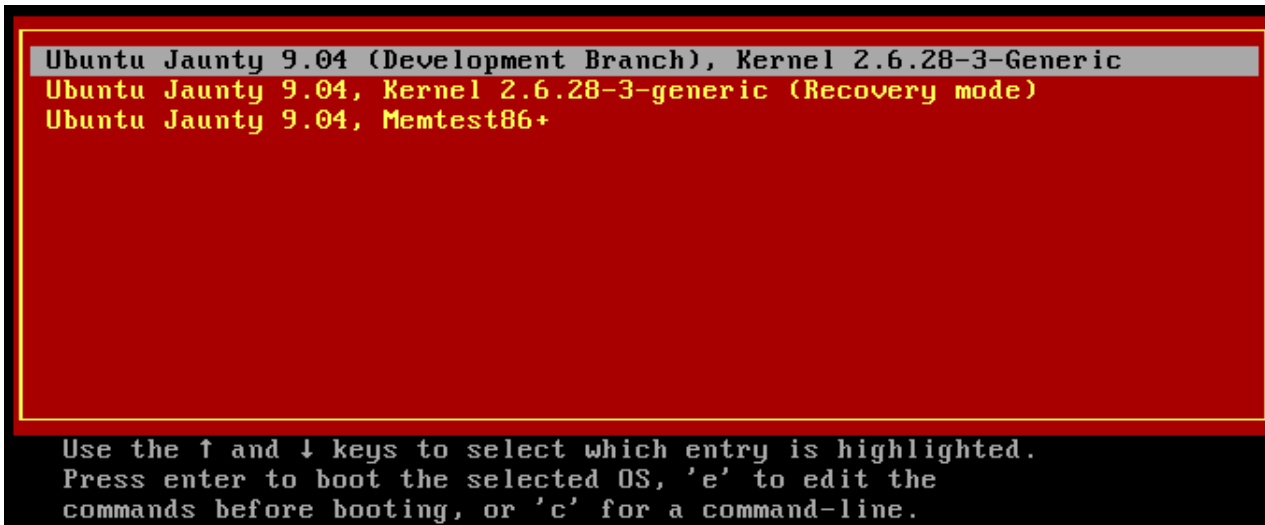 Ubuntu Jaunty 9.04 (Development Branch), Kernel 2.6.28-3-Generic
Ubuntu Jaunty 9.04, Kernel 2.6.28-3-generic (Recovery mode)
Ubuntu Jaunty 9.04, Memtest86+
Use the ↑ and ↓ keys to select which entry is highlighted.
Press enter to boot the selected OS, 'e' to edit the
commands before booting, or 'c' for a command-line.